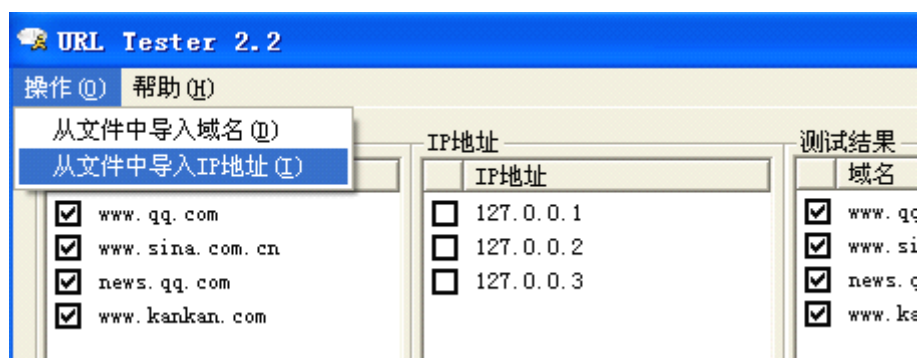 URL Tester 2.2
操作(O) 帮助(H)
从文件中导入域名(D)
从文件中导入IP地址(I)
IP地址
测试结果
IP地址
域名
www.qq.com
www.sina.com.cn
news.qq.com
www.kankan.com
127.0.0.1
127.0.0.2
127.0.0.3
www.qq
www.si
news.q
www.ka